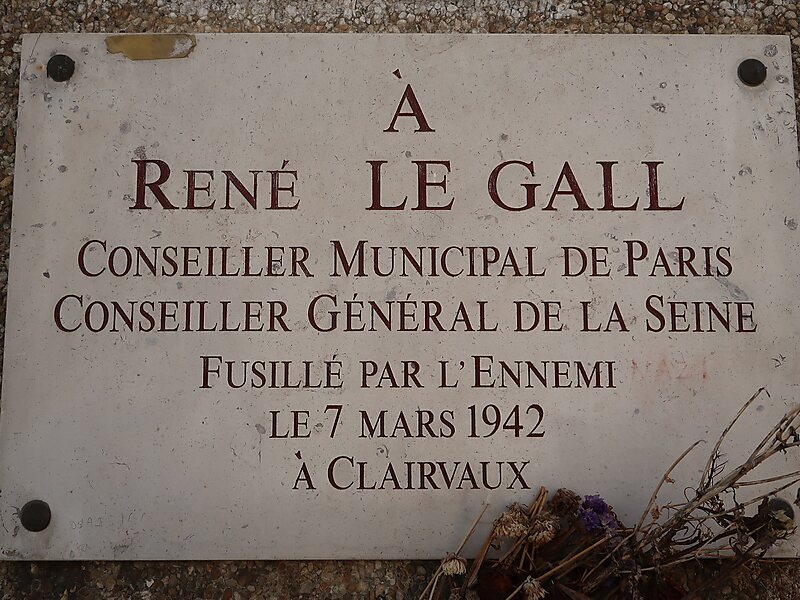 À
RENÉ LE GALL
CONSEILLER MUNICIPAL DE PARIS
CONSEILLER GÉNÉRAL DE LA SEINE
FUSILLÉ PAR L'ENNEMI NAZI
LE 7 MARS 1942
À CLAIRVAUX